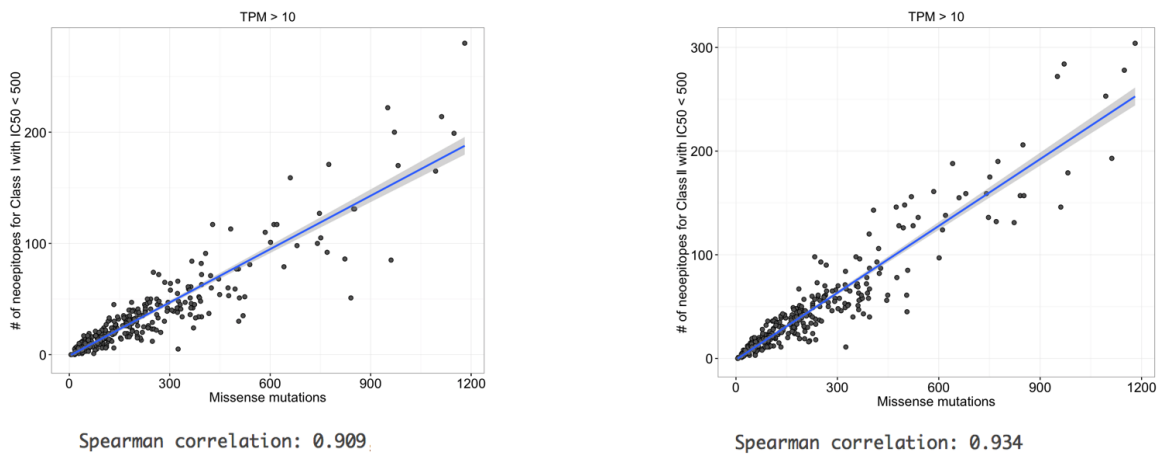 TPM > 10
# of neoepitopes for Class I with IC50 < 500
200
100
0
0 300 600 900 1200
Missense mutations
Spearman correlation: 0.909
TPM > 10
# of neoepitopes for Class II with IC50 < 500
300
200
100
0
0 300 600 900 1200
Missense mutations
Spearman correlation: 0.934